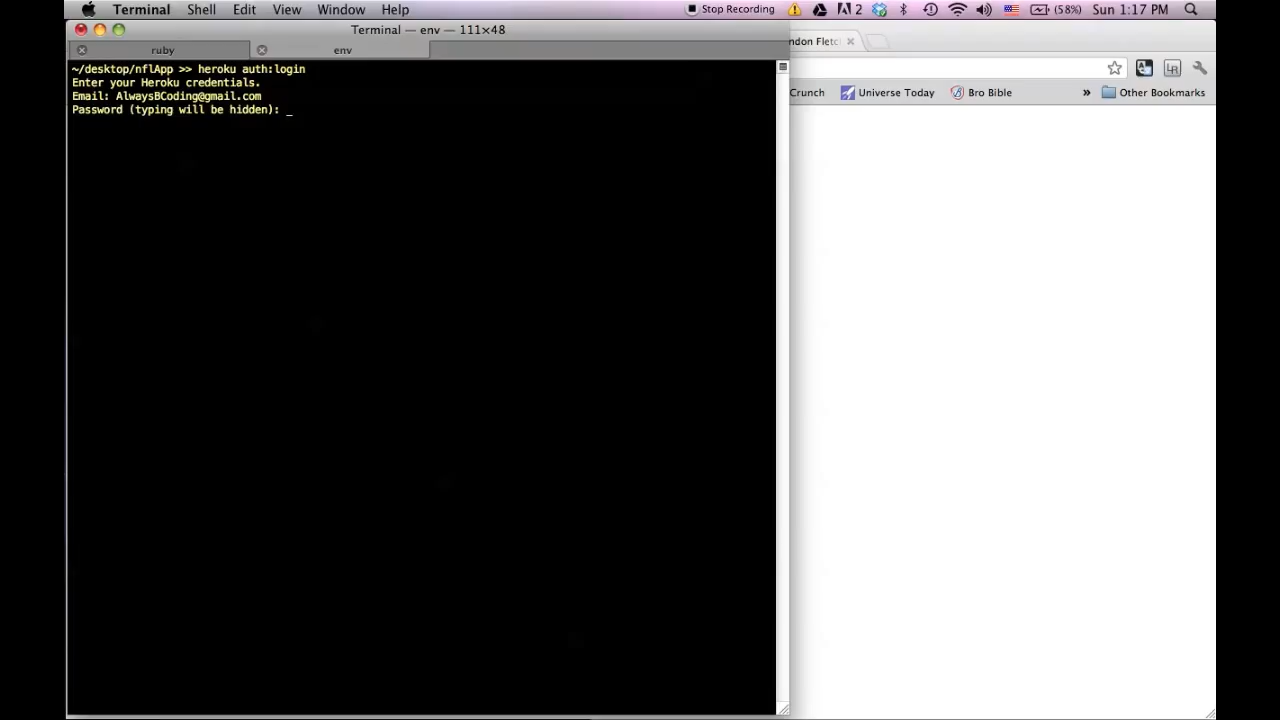 Terminal Shell Edit View Window Help Stop Recording 2 (58%) Sun 1:17 PM
Terminal — env — 111×48
ruby env
~/desktop/nflApp >> heroku auth:login
Enter your Heroku credentials.
Email: AlwaysBCoding@gmail.com
Password (typing will be hidden): _
ndon Fletc
Crunch Universe Today Bro Bible » Other Bookmarks